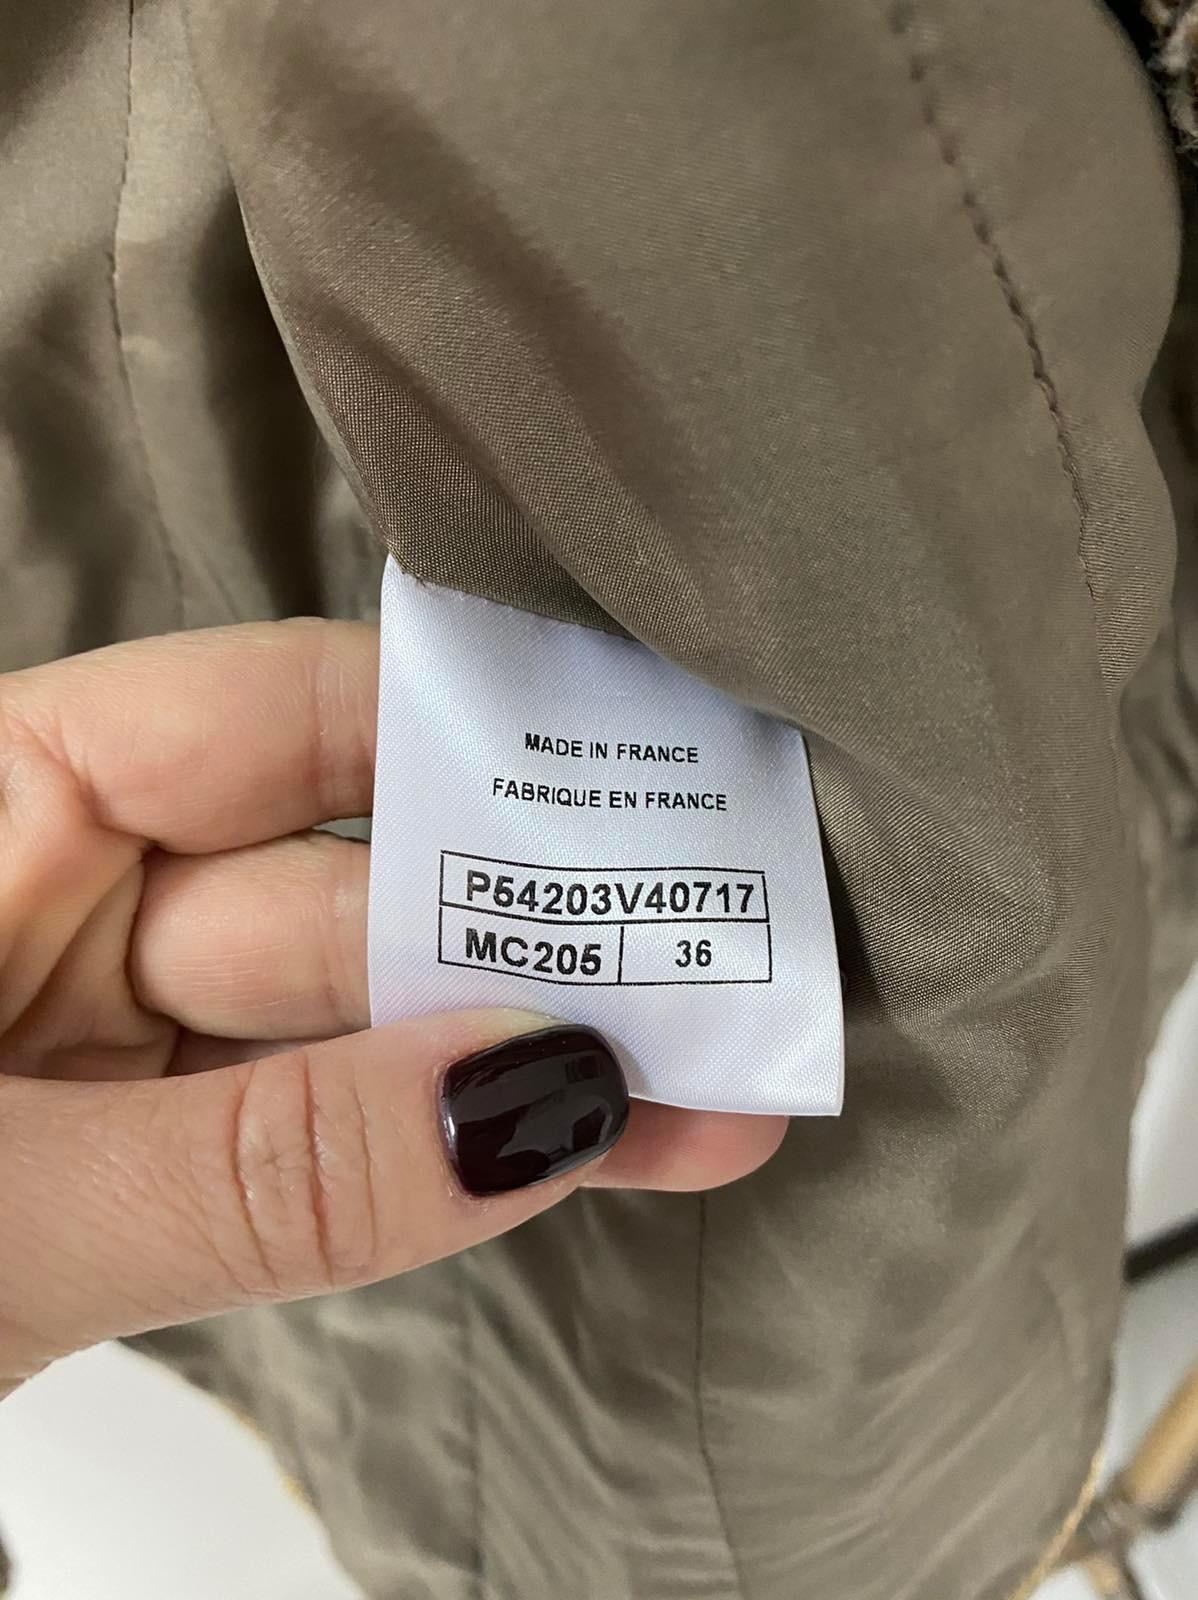 MADE IN FRANCE
FABRIQUE EN FRANCE
P54203V40717
MC205 36